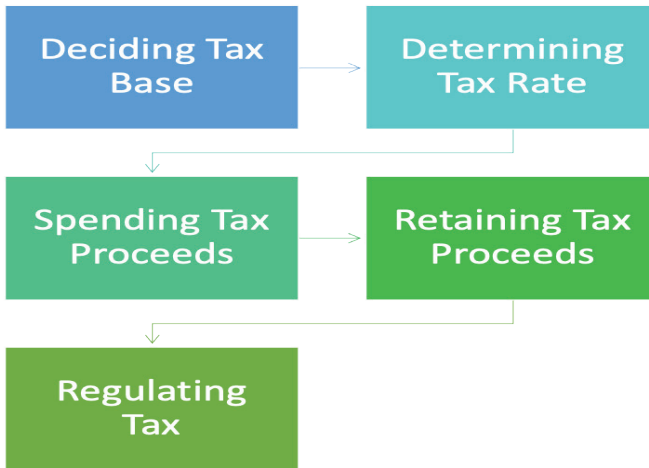 Deciding Tax
Base
Determining
Tax Rate
Spending Tax
Proceeds
Retaining Tax
Proceeds
Regulating
Tax